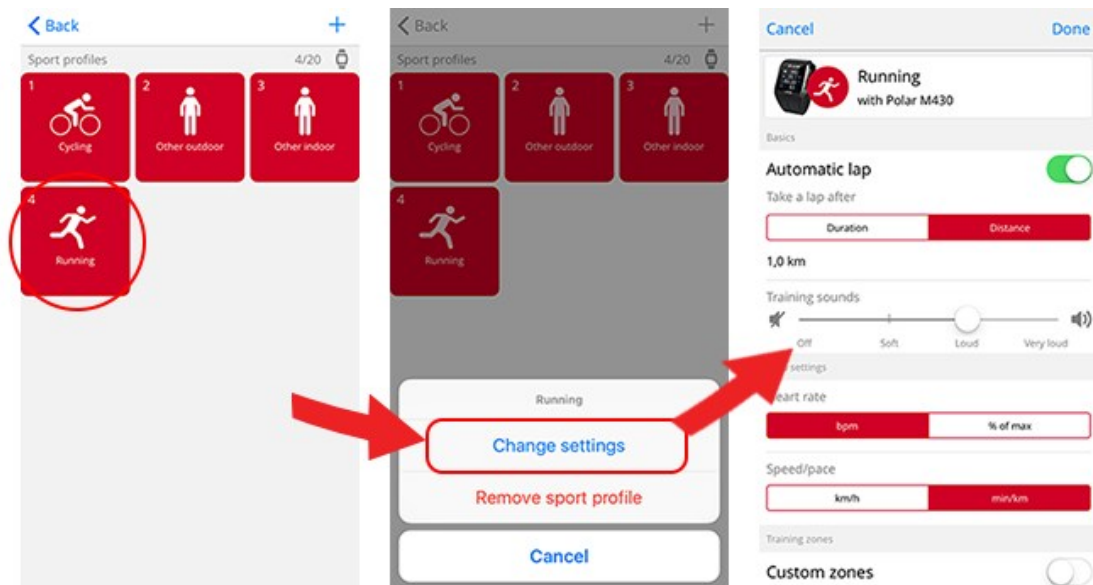 Back +
Sport profiles 4/20
1 2 3
Cycling Other outdoor Other indoor
4
Running
Back +
Sport profiles 4/20
1 2 3
Cycling Other outdoor Other indoor
4
Running
Running
Change settings
Remove sport profile
Cancel
Cancel Done
Running
with Polar M430
Basics
Automatic lap
Take a lap after
Duration Distance
1,0 km
Training sounds
Off Soft Loud Very loud
settings
eart rate
bpm % of max
Speed/pace
km/h min/km
Training zones
Custom zones